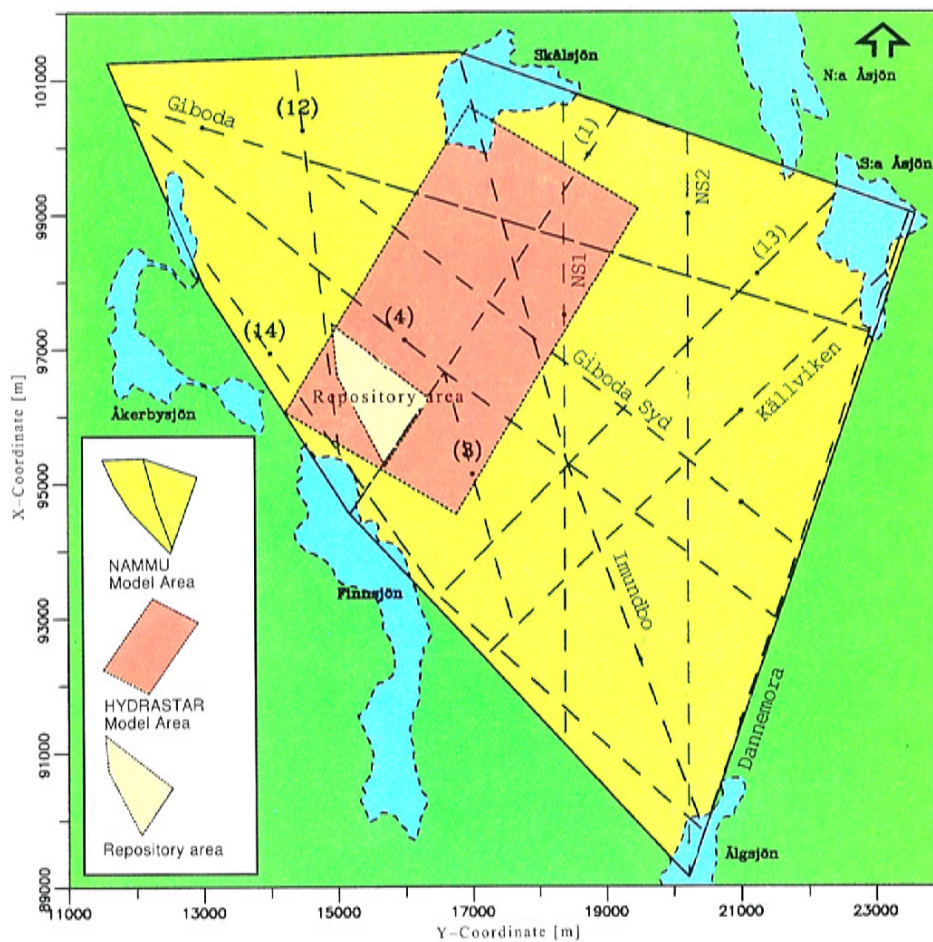 Skålsjön
N:a Åsjön
S:a Åsjön
Giboda
(12)
(1)
NS2
(13)
NS1
(14)
(4)
Giboda Syd
Källviken
Repository area
(3)
Åkerbysjön
Imundbo
Finnsjön
Dannemora
Älgsjön
NAMMU
Model Area
HYDRASTAR
Model Area
Repository area
X-Coordinate [m]
101000
99000
97000
95000
93000
91000
89000
11000 13000 15000 17000 19000 21000 23000
Y-Coordinate [m]